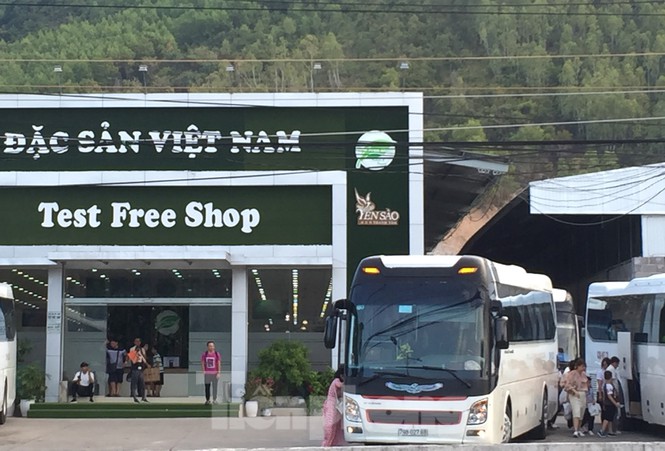 ĐẶC SẢN VIỆT NAM
Test Free Shop
YẾN SÀO